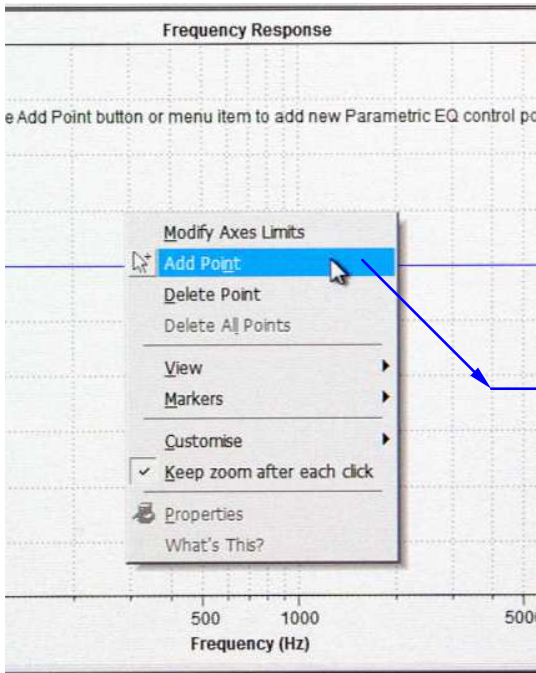 Frequency Response
e Add Point button or menu item to add new Parametric EQ control po
Modify Axes Limits
Add Point
Delete Point
Delete All Points
View
Markers
Customise
Keep zoom after each click
Properties
What's This?
500 1000 500
Frequency (Hz)